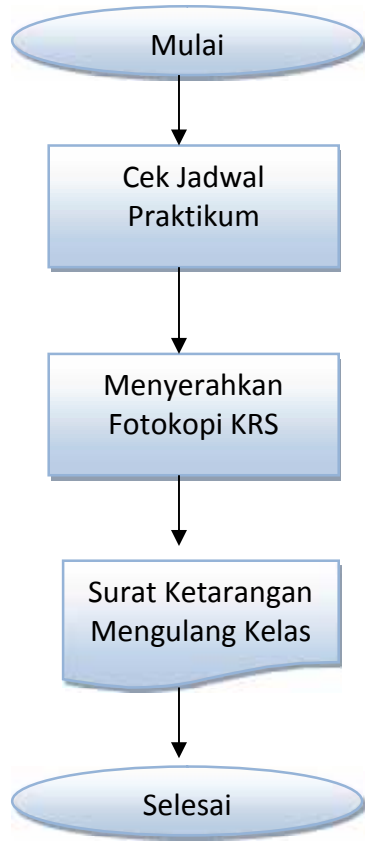 Mulai
Cek Jadwal
Praktikum
Menyerahkan
Fotokopi KRS
Surat Ketarangan
Mengulang Kelas
Selesai